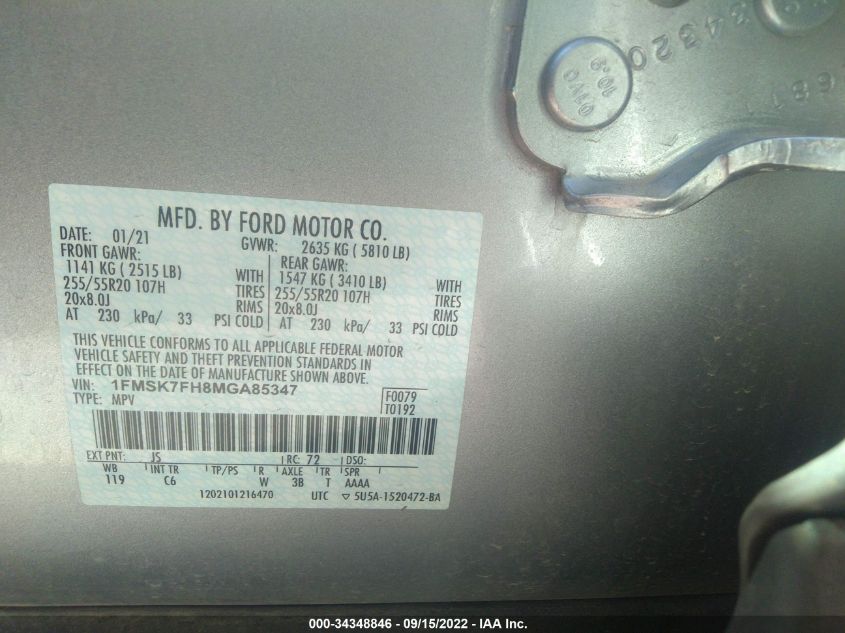 34320
6811
01VO
10.2
MFD. BY FORD MOTOR CO.
DATE: 01/21 GVWR: 2635 KG ( 5810 LB)
FRONT GAWR: REAR GAWR:
1141 KG ( 2515 LB) WITH 1547 KG ( 3410 LB) WITH
255/55R20 107H TIRES 255/55R20 107H TIRES
20x8.0J RIMS 20x8.0J RIMS
AT 230 kPa/ 33 PSI COLD AT 230 kPa/ 33 PSI COLD
THIS VEHICLE CONFORMS TO ALL APPLICABLE FEDERAL MOTOR
VEHICLE SAFETY AND THEFT PREVENTION STANDARDS IN
EFFECT ON THE DATE OF MANUFACTURE SHOWN ABOVE.
VIN: 1FMSK7FH8MGA85347
TYPE: MPV
F0079
T0192
EXT PNT: JS RC: 72 DSO:
WB INT TR TP/PS R AXLE TR SPR
119 C6 W 3B T AAAA
1202101216470 UTC ▽ 5U5A-1520472-BA
000-34348846 - 09/15/2022 - IAA Inc.